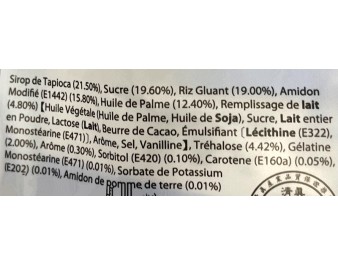 Sirop de Tapioca (21.50%), Sucre (19.60%), Riz Gluant (19.00%), Amidon
Modifié (E1442) (15.80%), Huile de Palme (12.40%), Remplissage de lait
(4.80%)【Huile Végétale (Huile de Palme, Huile de Soja), Sucre, Lait entier
en Poudre, Lactose (Lait), Beurre de Cacao, Émulsifiant〔Lécithine (E322),
Monostéarine (E471)〕, Arôme, Sel, Vanilline】, Tréhalose (4.42%), Gélatine
(2.00%), Arôme (0.30%), Sorbitol (E420) (0.10%), Carotene (E160a) (0.05%),
Monostéarine (E471) (0.01%), Sorbate de Potassium
(E202) (0.01%), Amidon de pomme de terre (0.01%)